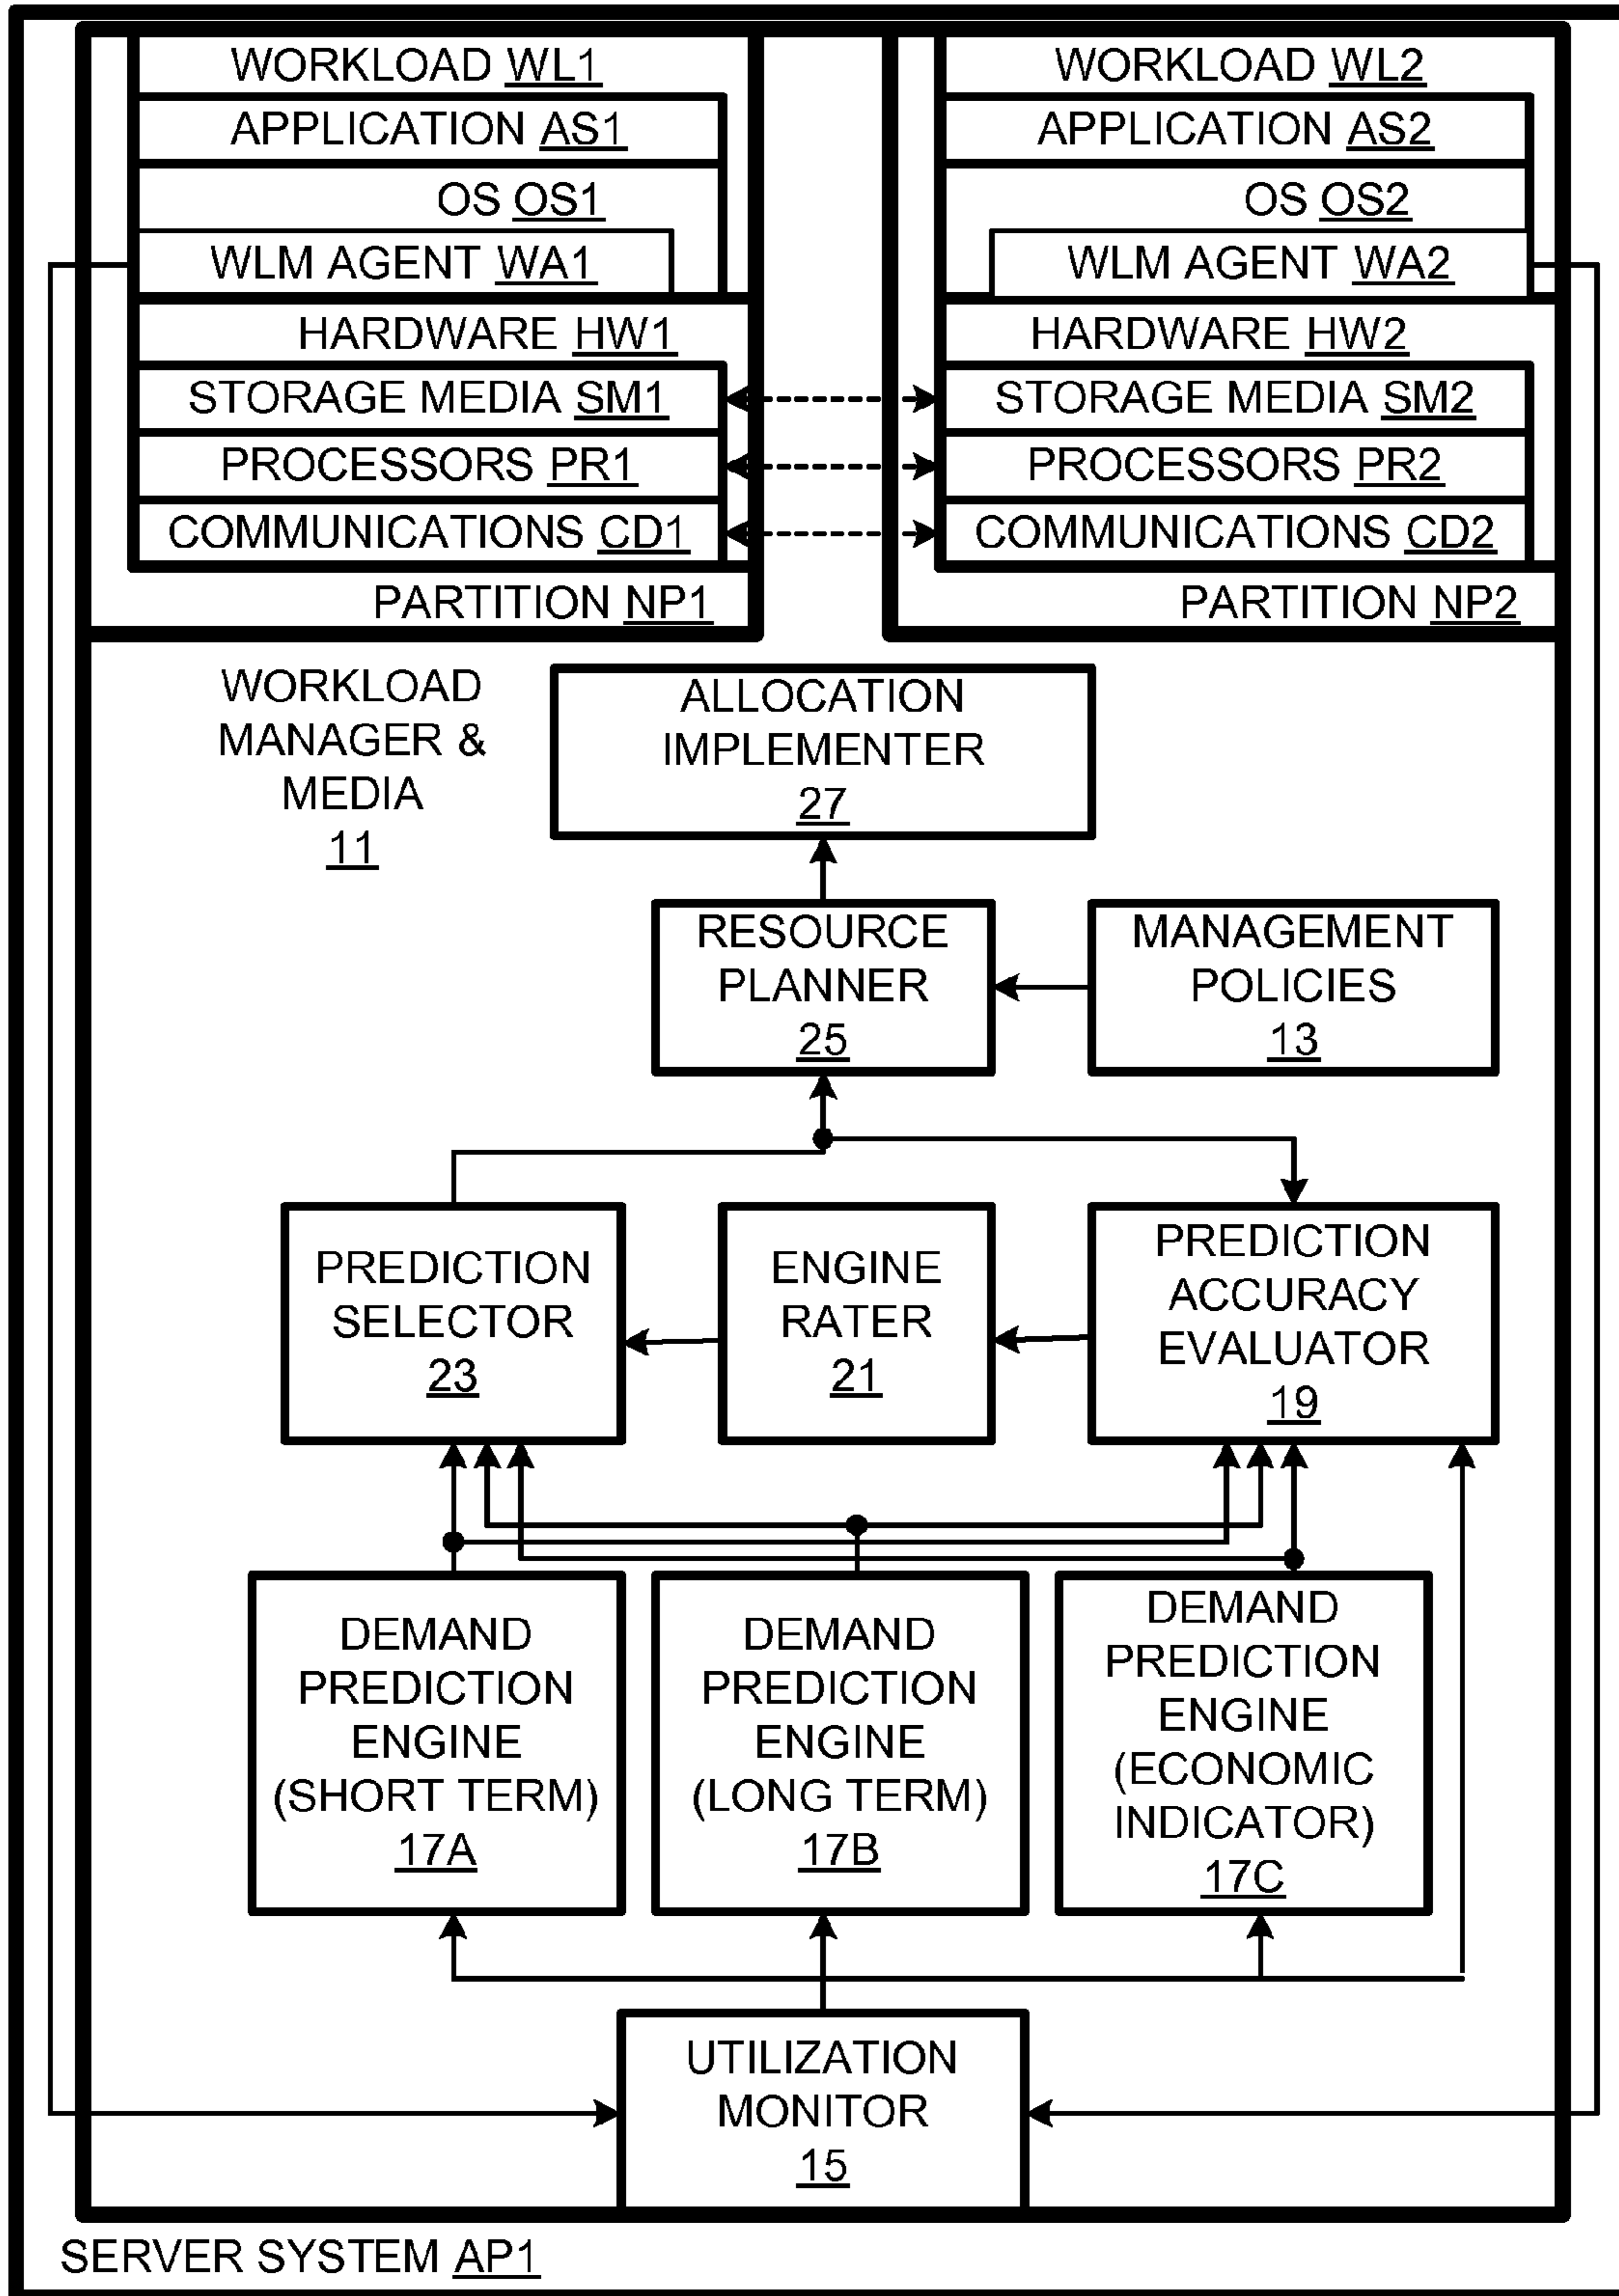 WORKLOAD WL1
APPLICATION AS1
OS OS1
WLM AGENT WA1
HARDWARE HW1
STORAGE MEDIA SM1
PROCESSORS PR1
COMMUNICATIONS CD1
PARTITION NP1
WORKLOAD WL2
APPLICATION AS2
OS OS2
WLM AGENT WA2
HARDWARE HW2
STORAGE MEDIA SM2
PROCESSORS PR2
COMMUNICATIONS CD2
PARTITION NP2
WORKLOAD
MANAGER &
MEDIA
11
ALLOCATION
IMPLEMENTER
27
RESOURCE
PLANNER
25
MANAGEMENT
POLICIES
13
PREDICTION
SELECTOR
23
ENGINE
RATER
21
PREDICTION
ACCURACY
EVALUATOR
19
DEMAND
PREDICTION
ENGINE
(SHORT TERM)
17A
DEMAND
PREDICTION
ENGINE
(LONG TERM)
17B
DEMAND
PREDICTION
ENGINE
(ECONOMIC
INDICATOR)
17C
UTILIZATION
MONITOR
15
SERVER SYSTEM AP1